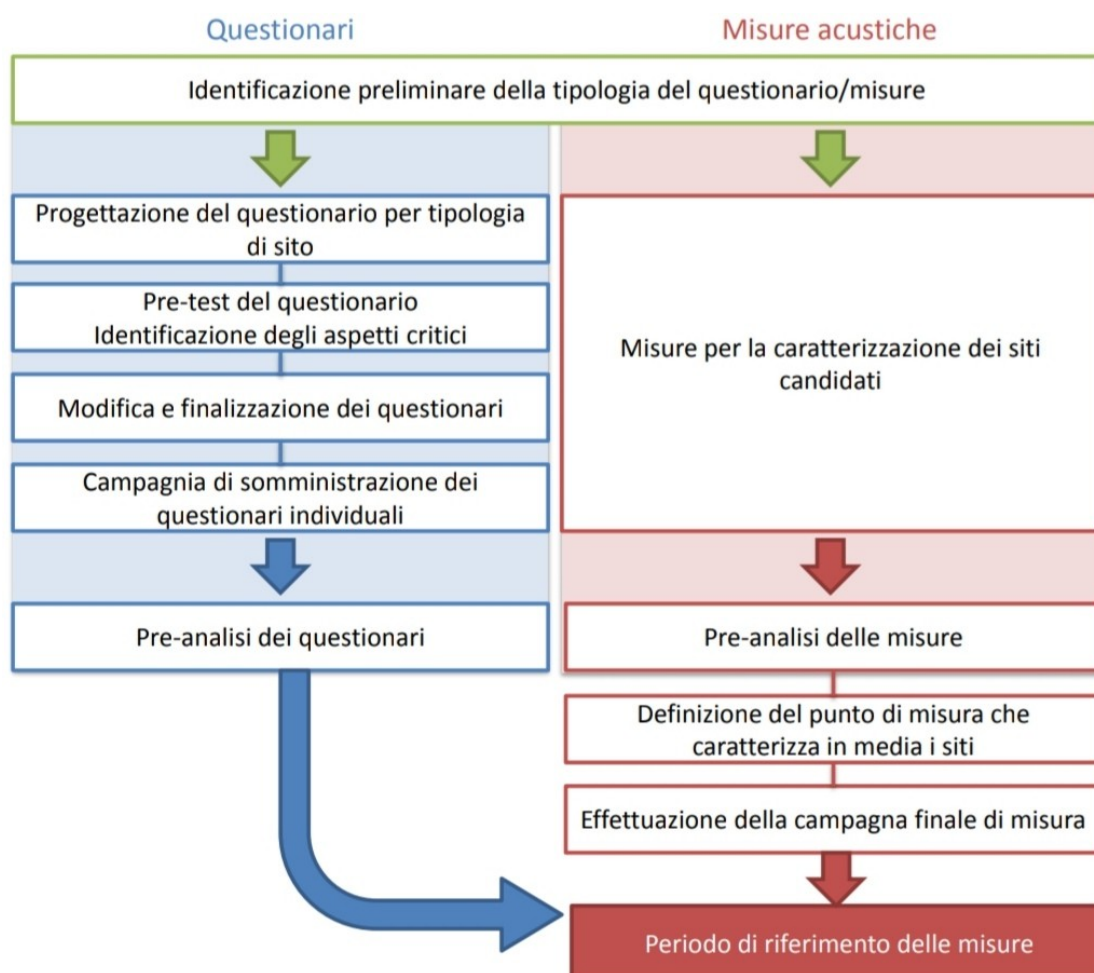 Questionari
Misure acustiche
Identificazione preliminare della tipologia del questionario/misure
Progettazione del questionario per tipologia
di sito
Pre-test del questionario
Identificazione degli aspetti critici
Modifica e finalizzazione dei questionari
Campagnia di somministrazione dei
questionari individuali
Pre-analisi dei questionari
Misure per la caratterizzazione dei siti
candidati
Pre-analisi delle misure
Definizione del punto di misura che
caratterizza in media i siti
Effettuazione della campagna finale di misura
Periodo di riferimento delle misure